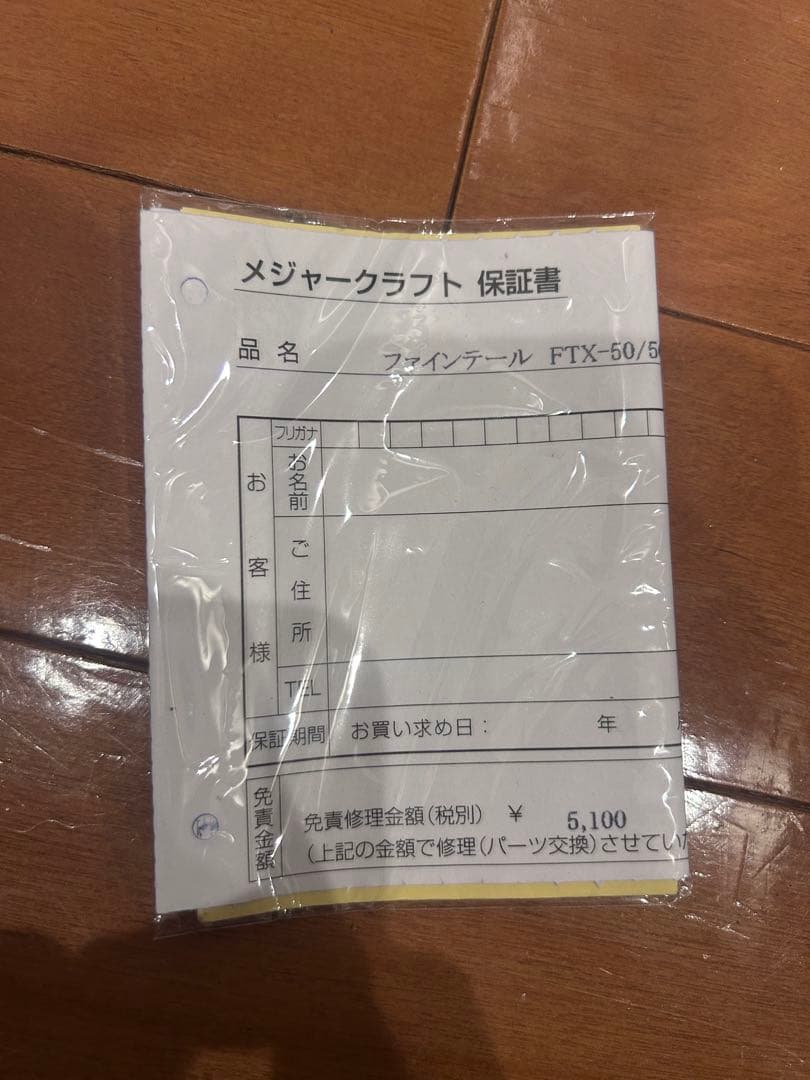 メジャークラフト 保証書
品名 ファインテール FTX-50/5
お客様
フリガナ
お名前
ご住所
TEL
保証期間 お買い求め日： 年
免責金額
免責修理金額（税別） ￥ 5,100
（上記の金額で修理（パーツ交換）させてい